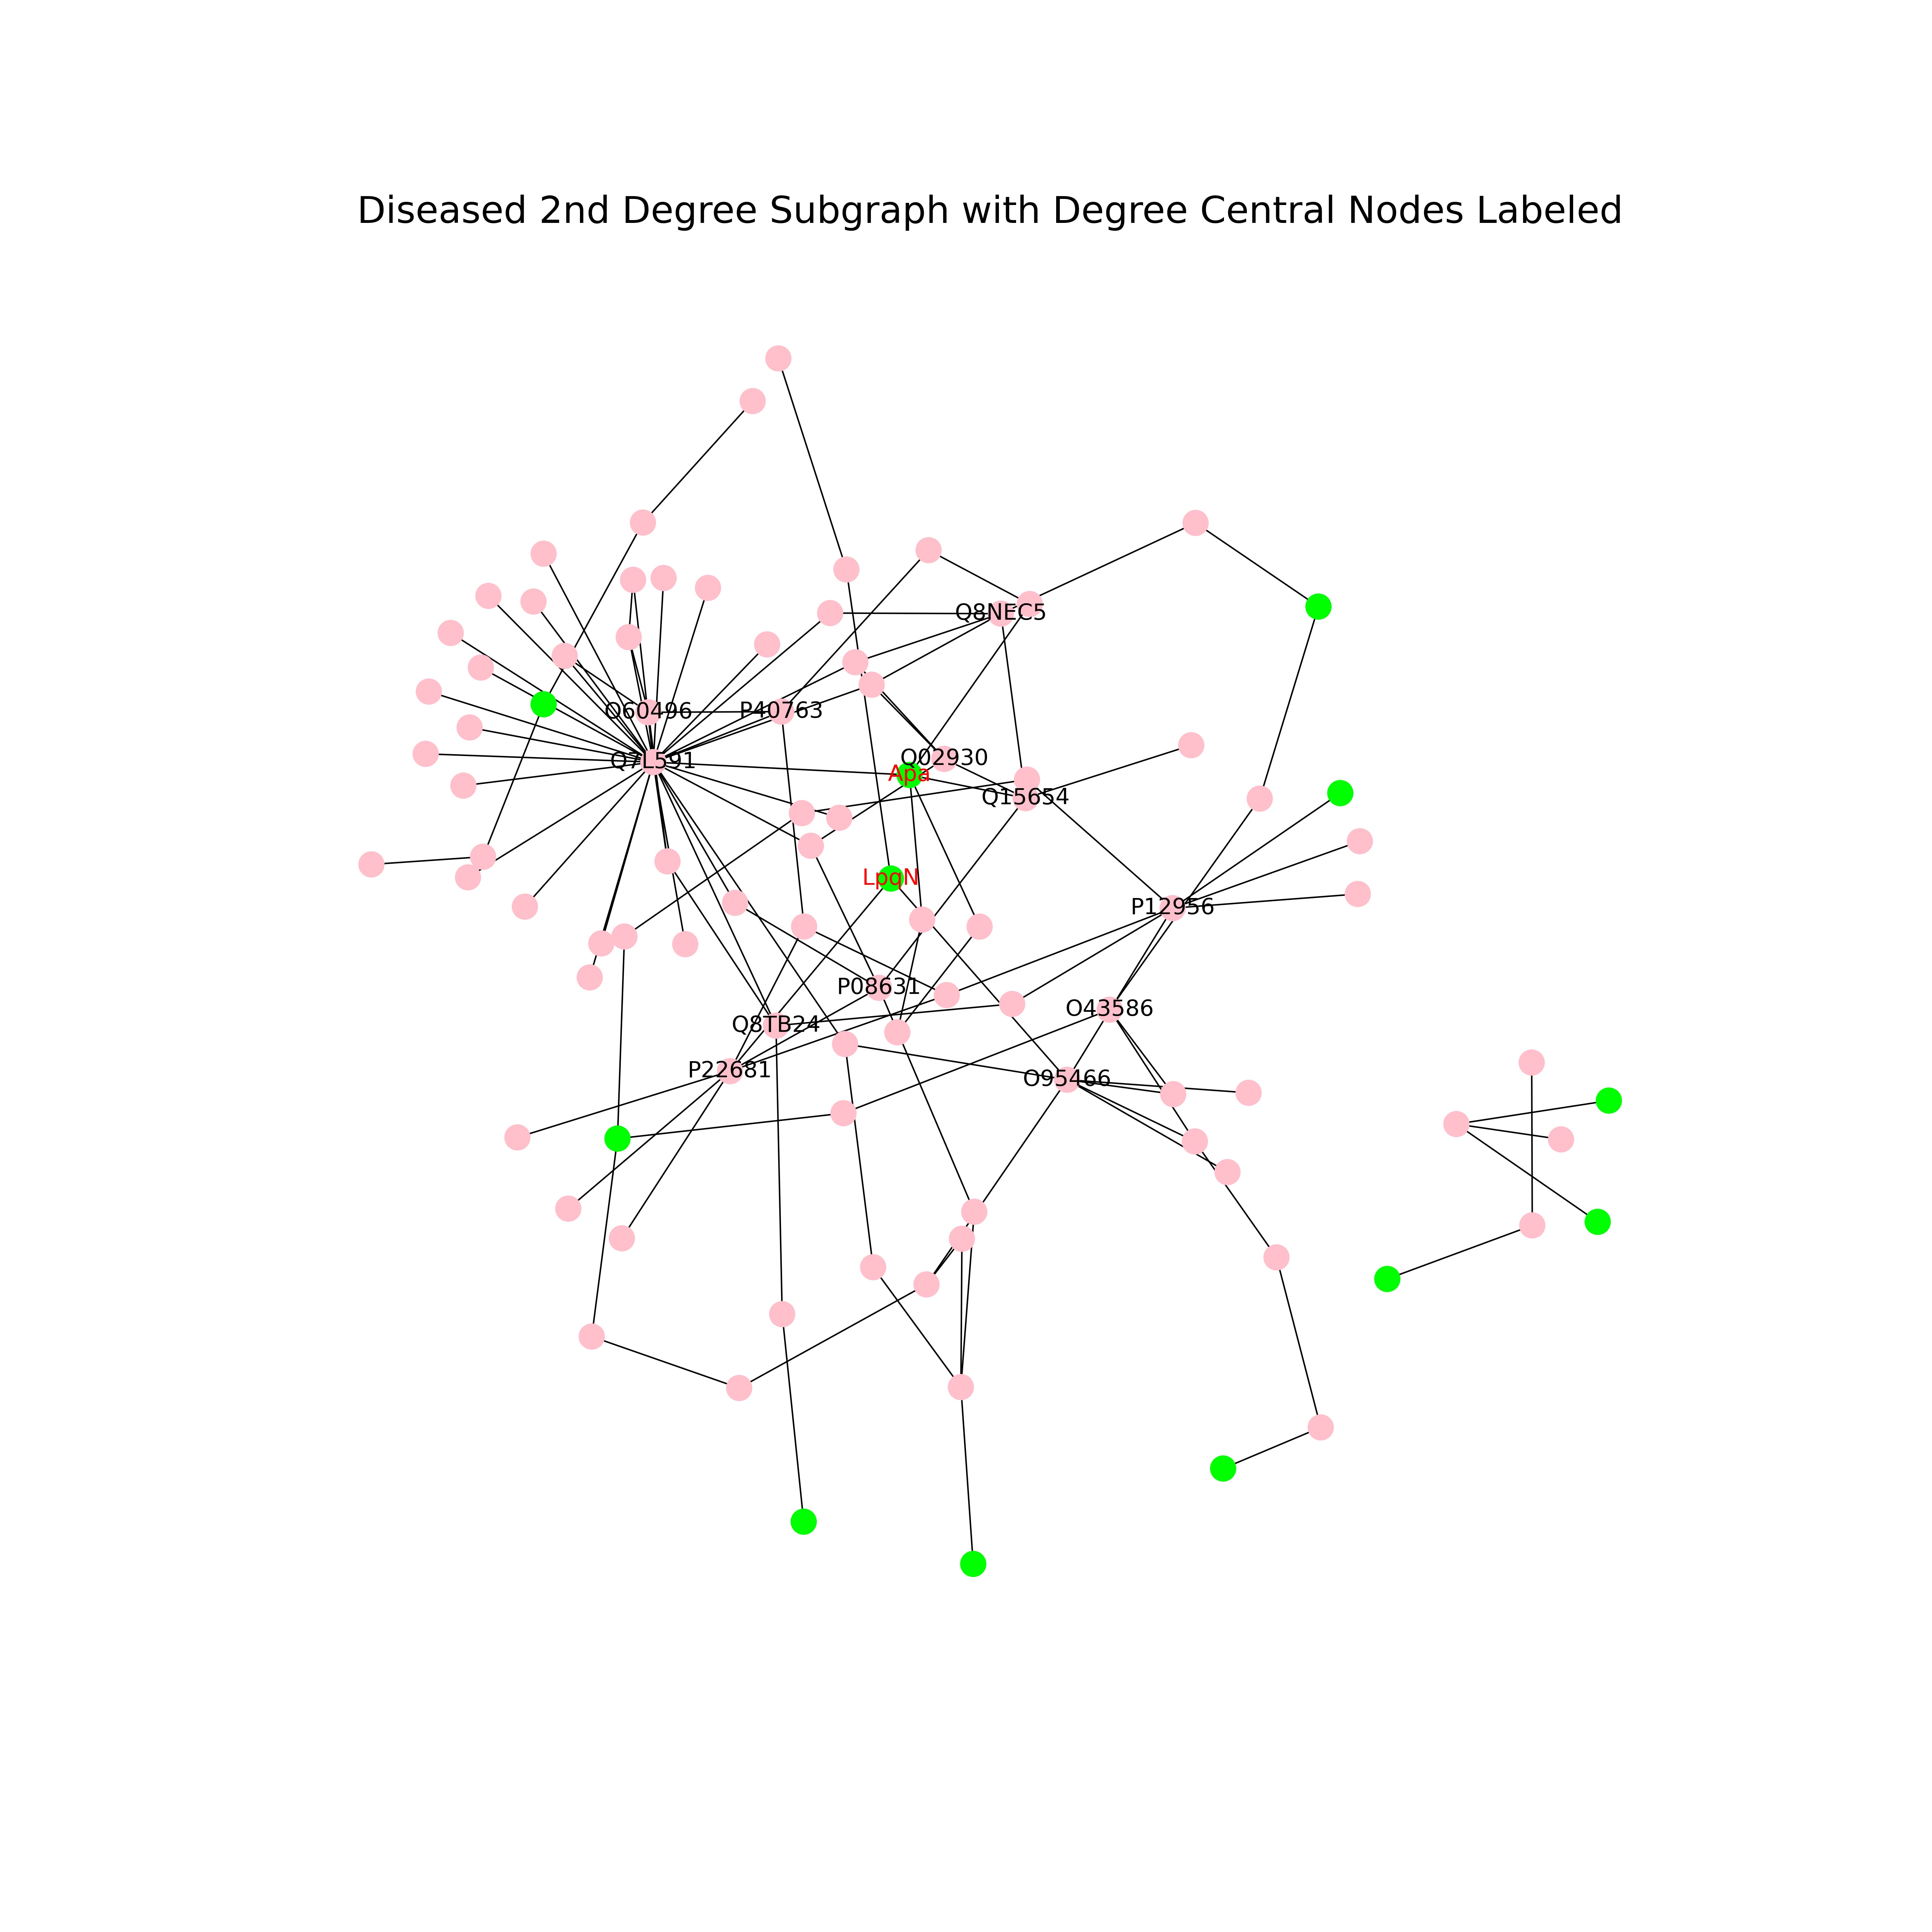 Diseased 2nd Degree Subgraph with Degree Central Nodes Labeled
Q8NEC5
O60496
P40763
Q02930
Q7L591
Apa
Q15654
LpqN
P12956
P08631
O43586
Q8TB24
P22681
O95466